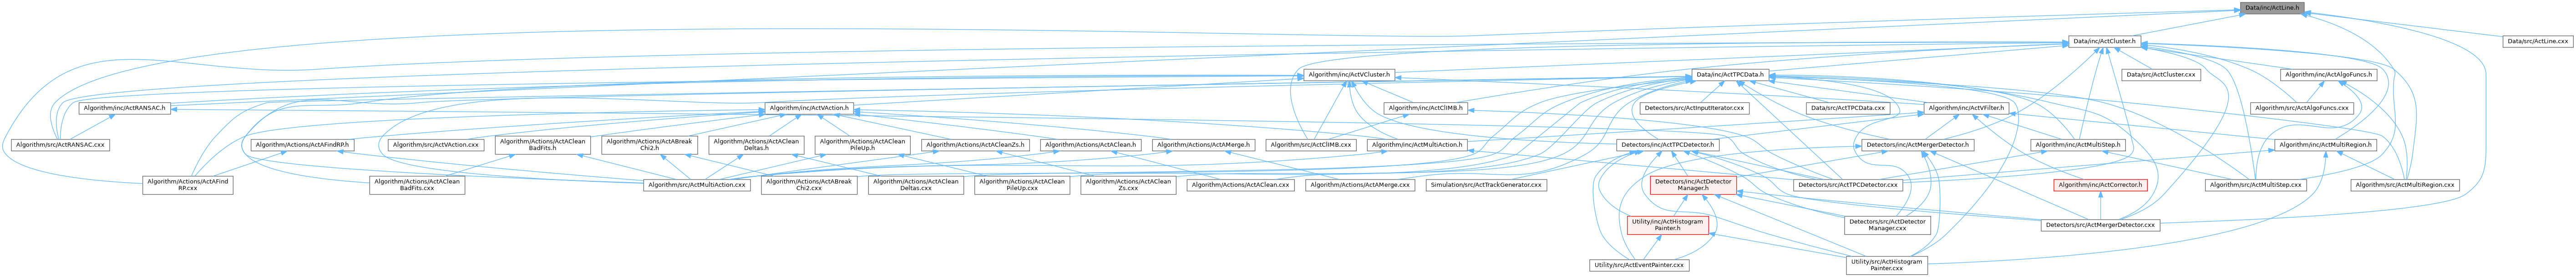 Data/inc/ActLine.h
Data/inc/ActCluster.h
Data/src/ActLine.cxx
Algorithm/inc/ActVCluster.h
Data/inc/ActTPCData.h
Data/src/ActCluster.cxx
Algorithm/inc/ActAlgoFuncs.h
Algorithm/inc/ActRANSAC.h
Algorithm/inc/ActVAction.h
Algorithm/inc/ActClIMB.h
Detectors/src/ActInputIterator.cxx
Data/src/ActTPCData.cxx
Algorithm/inc/ActVFilter.h
Algorithm/src/ActAlgoFuncs.cxx
Algorithm/src/ActRANSAC.cxx
Algorithm/Actions/ActAFindRP.h
Algorithm/src/ActVAction.cxx
Algorithm/Actions/ActAClean
BadFits.h
Algorithm/Actions/ActABreak
Chi2.h
Algorithm/Actions/ActAClean
Deltas.h
Algorithm/Actions/ActAClean
PileUp.h
Algorithm/Actions/ActACleanZs.h
Algorithm/Actions/ActAClean.h
Algorithm/Actions/ActAMerge.h
Algorithm/src/ActClIMB.cxx
Algorithm/inc/ActMultiAction.h
Detectors/inc/ActTPCDetector.h
Detectors/inc/ActMergerDetector.h
Algorithm/inc/ActMultiStep.h
Algorithm/inc/ActMultiRegion.h
Algorithm/Actions/ActAFind
RP.cxx
Algorithm/Actions/ActAClean
BadFits.cxx
Algorithm/src/ActMultiAction.cxx
Algorithm/Actions/ActABreak
Chi2.cxx
Algorithm/Actions/ActAClean
Deltas.cxx
Algorithm/Actions/ActAClean
PileUp.cxx
Algorithm/Actions/ActAClean
Zs.cxx
Algorithm/Actions/ActAClean.cxx
Algorithm/Actions/ActAMerge.cxx
Simulation/src/ActTrackGenerator.cxx
Detectors/inc/ActDetector
Manager.h
Detectors/src/ActTPCDetector.cxx
Algorithm/inc/ActCorrector.h
Algorithm/src/ActMultiStep.cxx
Algorithm/src/ActMultiRegion.cxx
Utility/inc/ActHistogram
Painter.h
Detectors/src/ActDetector
Manager.cxx
Detectors/src/ActMergerDetector.cxx
Utility/src/ActEventPainter.cxx
Utility/src/ActHistogram
Painter.cxx